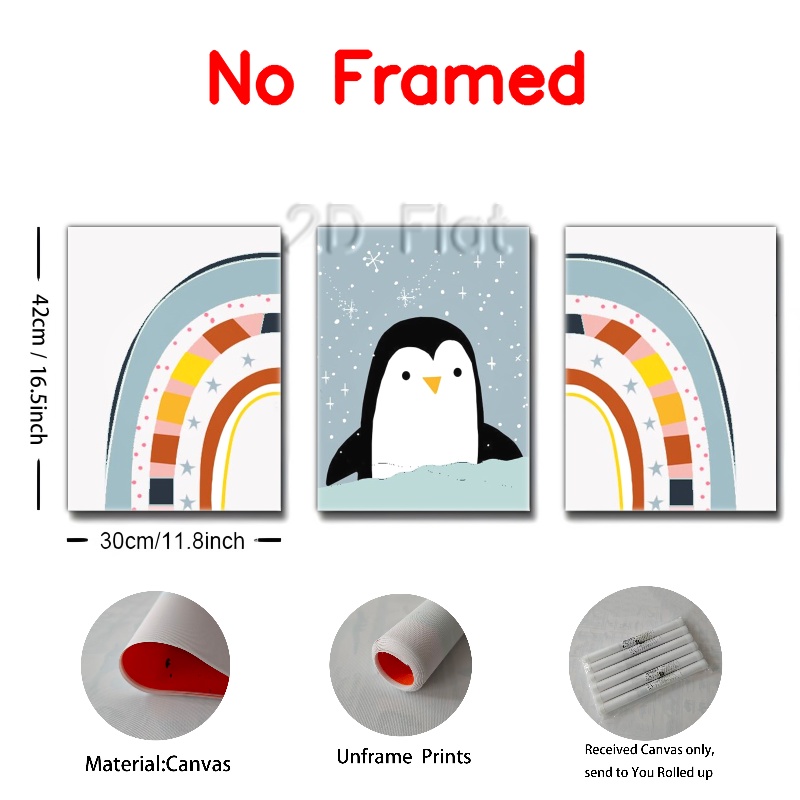 No Framed
2D Flat
42cm / 16.5inch
30cm/11.8inch
Material:Canvas
Unframe Prints
Received Canvas only,
send to You Rolled up